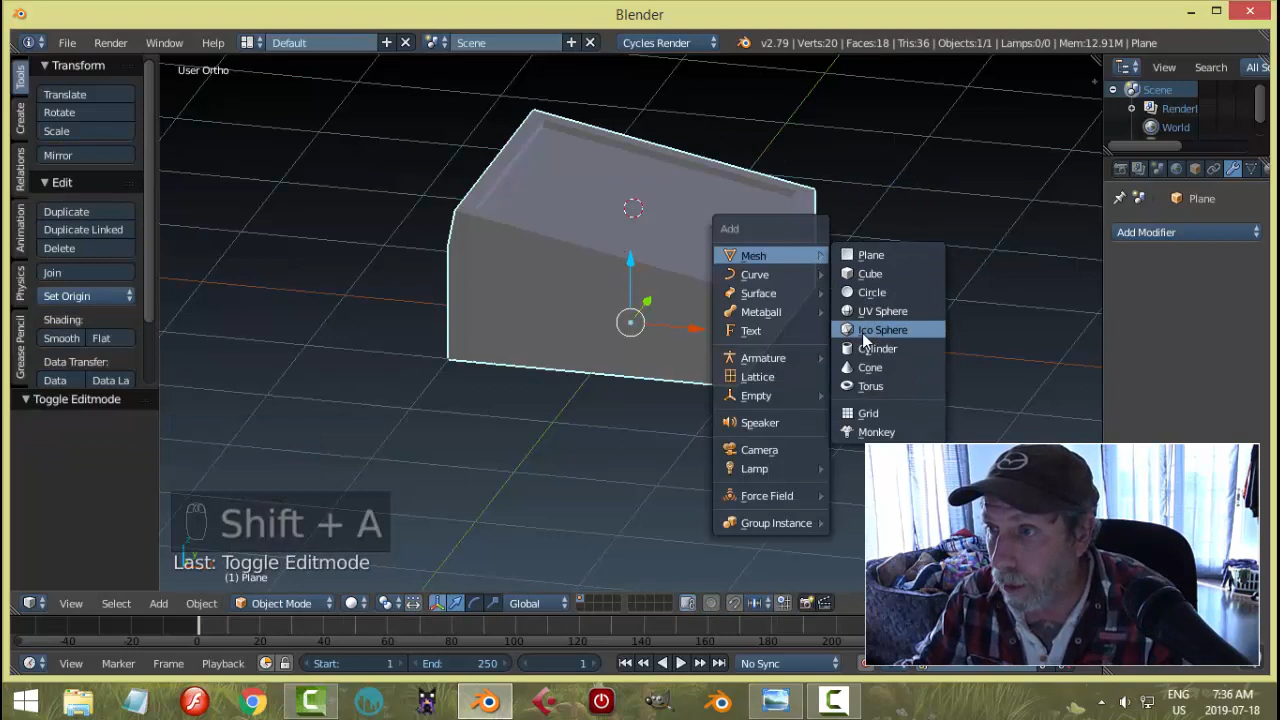 Blender
File Render Window Help Default Scene Cycles Render v2.79 | Verts:20 | Faces:18 | Tris:36 | Objects:1/1 | Lamps:0/0 | Mem:12.91M | Plane
Tools
Create
Relations
Animation
Physics
Grease Pencil
Transform
Translate
Rotate
Scale
Mirror
Edit
Duplicate
Duplicate Linked
Delete
Join
Set Origin
Shading:
Smooth Flat
Data Transfer:
Data Data La
Toggle Editmode
User Ortho
Add
Mesh
Curve
Surface
Metaball
Text
Armature
Lattice
Empty
Speaker
Camera
Lamp
Force Field
Group Instance
Plane
Cube
Circle
UV Sphere
Ico Sphere
Cylinder
Cone
Torus
Grid
Monkey
Shift + A
Last: Toggle Editmode
(1) Plane
View Search All Sc
Scene
RenderL
World
Plane
Add Modifier
View Select Add Object Object Mode Global
-40 -20 0 20 40 60 80 100 120 140 160 180 200
View Marker Frame Playback Start: 1 End: 250 1 No Sync
ENG
US
7:36 AM
2019-07-18